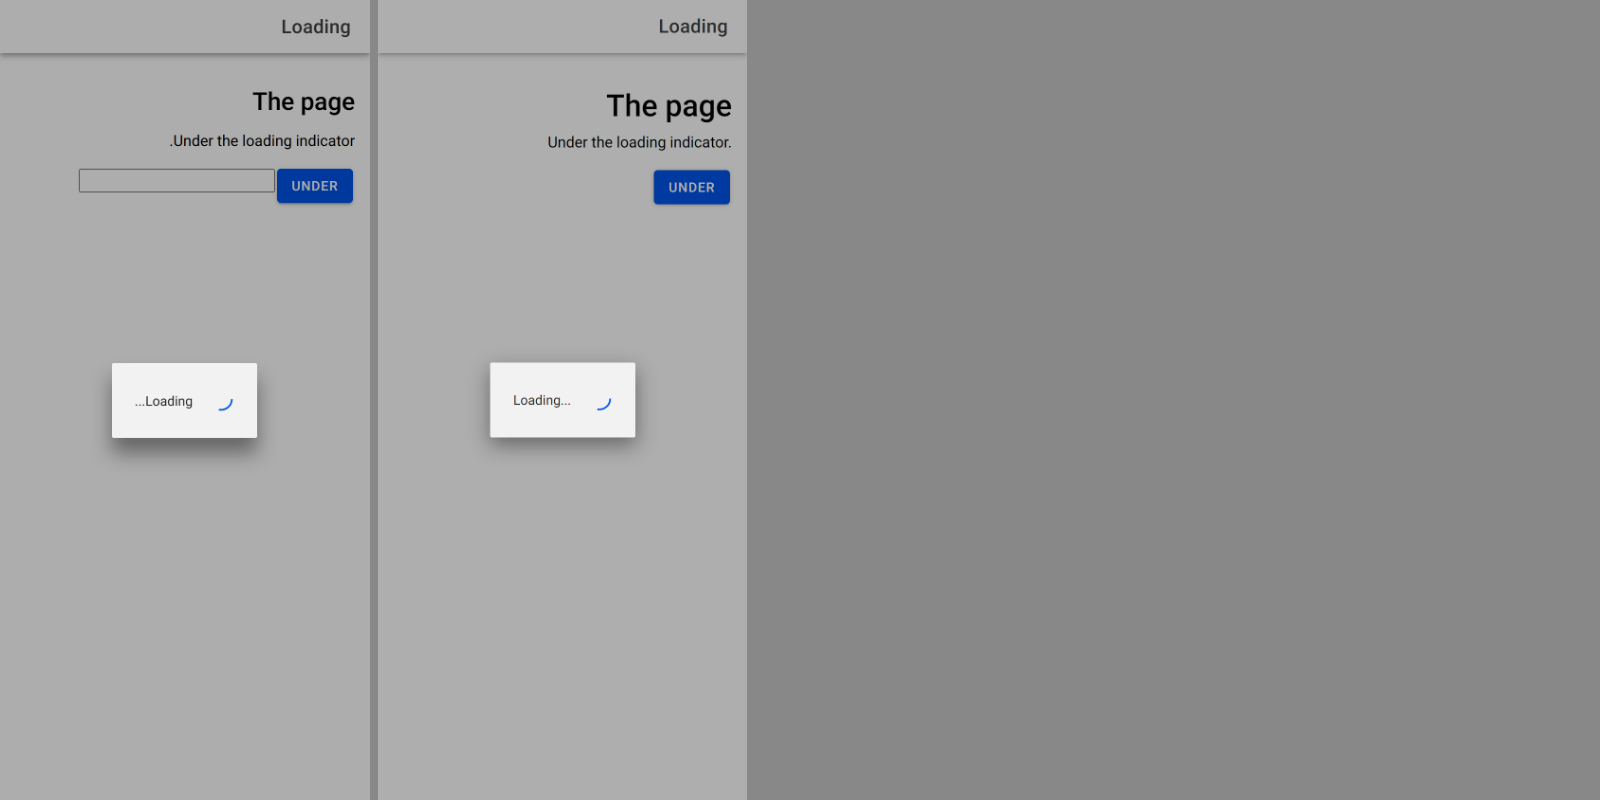 Loading
The page
.Under the loading indicator
UNDER
...Loading
Loading
The page
Under the loading indicator.
UNDER
Loading...